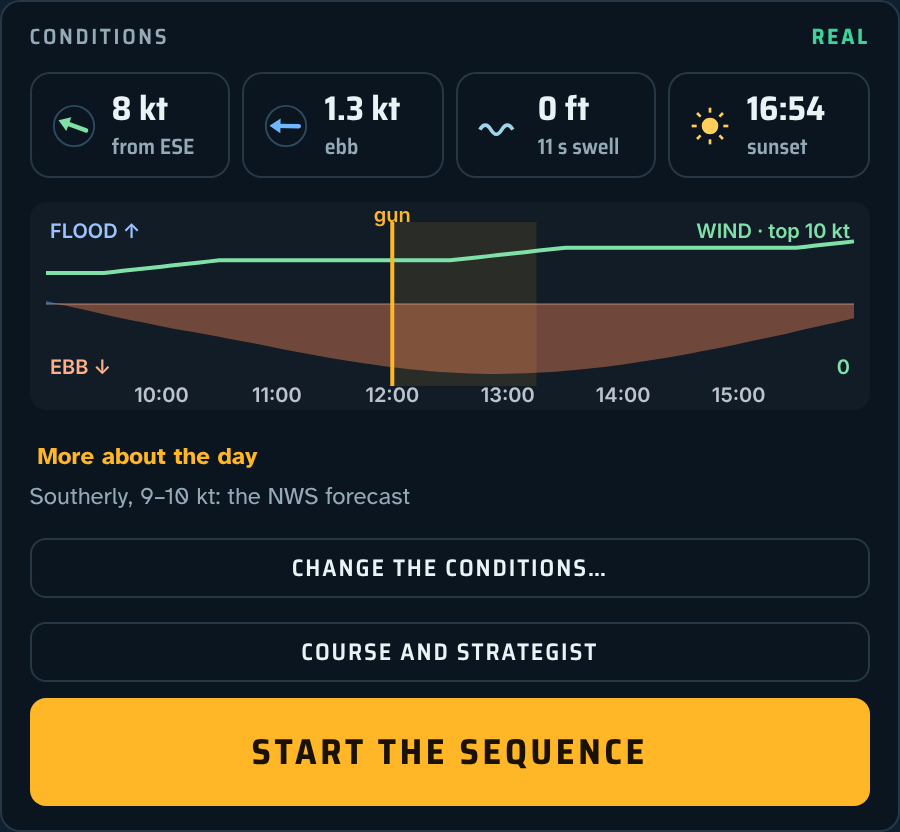 CONDITIONS
REAL
8 kt
from ESE
1.3 kt
ebb
0 ft
11 s swell
16:54
sunset
gun
FLOOD ↑
WIND · top 10 kt
EBB ↓
0
10:00 11:00 12:00 13:00 14:00 15:00
More about the day
Southerly, 9–10 kt: the NWS forecast
CHANGE THE CONDITIONS…
COURSE AND STRATEGIST
START THE SEQUENCE